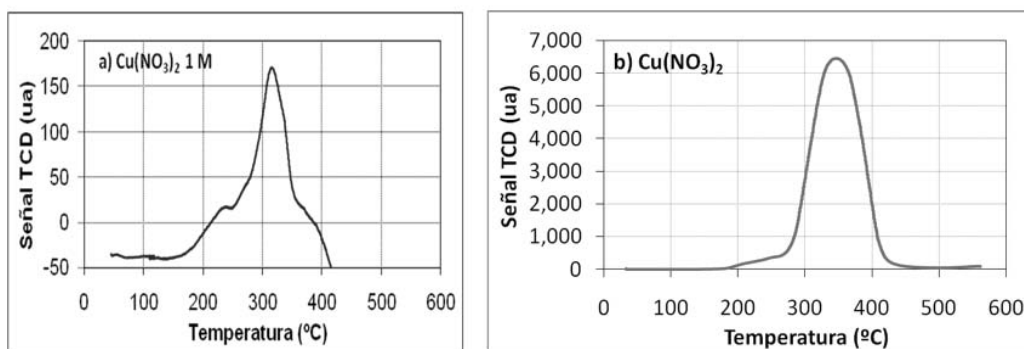 a) Cu(NO₃)₂ 1 M
Señal TCD (ua)
200
150
100
50
0
-50
0 100 200 300 400 500 600
Temperatura (ºC)
b) Cu(NO₃)₂
Señal TCD (ua)
7,000
6,000
5,000
4,000
3,000
2,000
1,000
0
0 100 200 300 400 500 600
Temperatura (ºC)